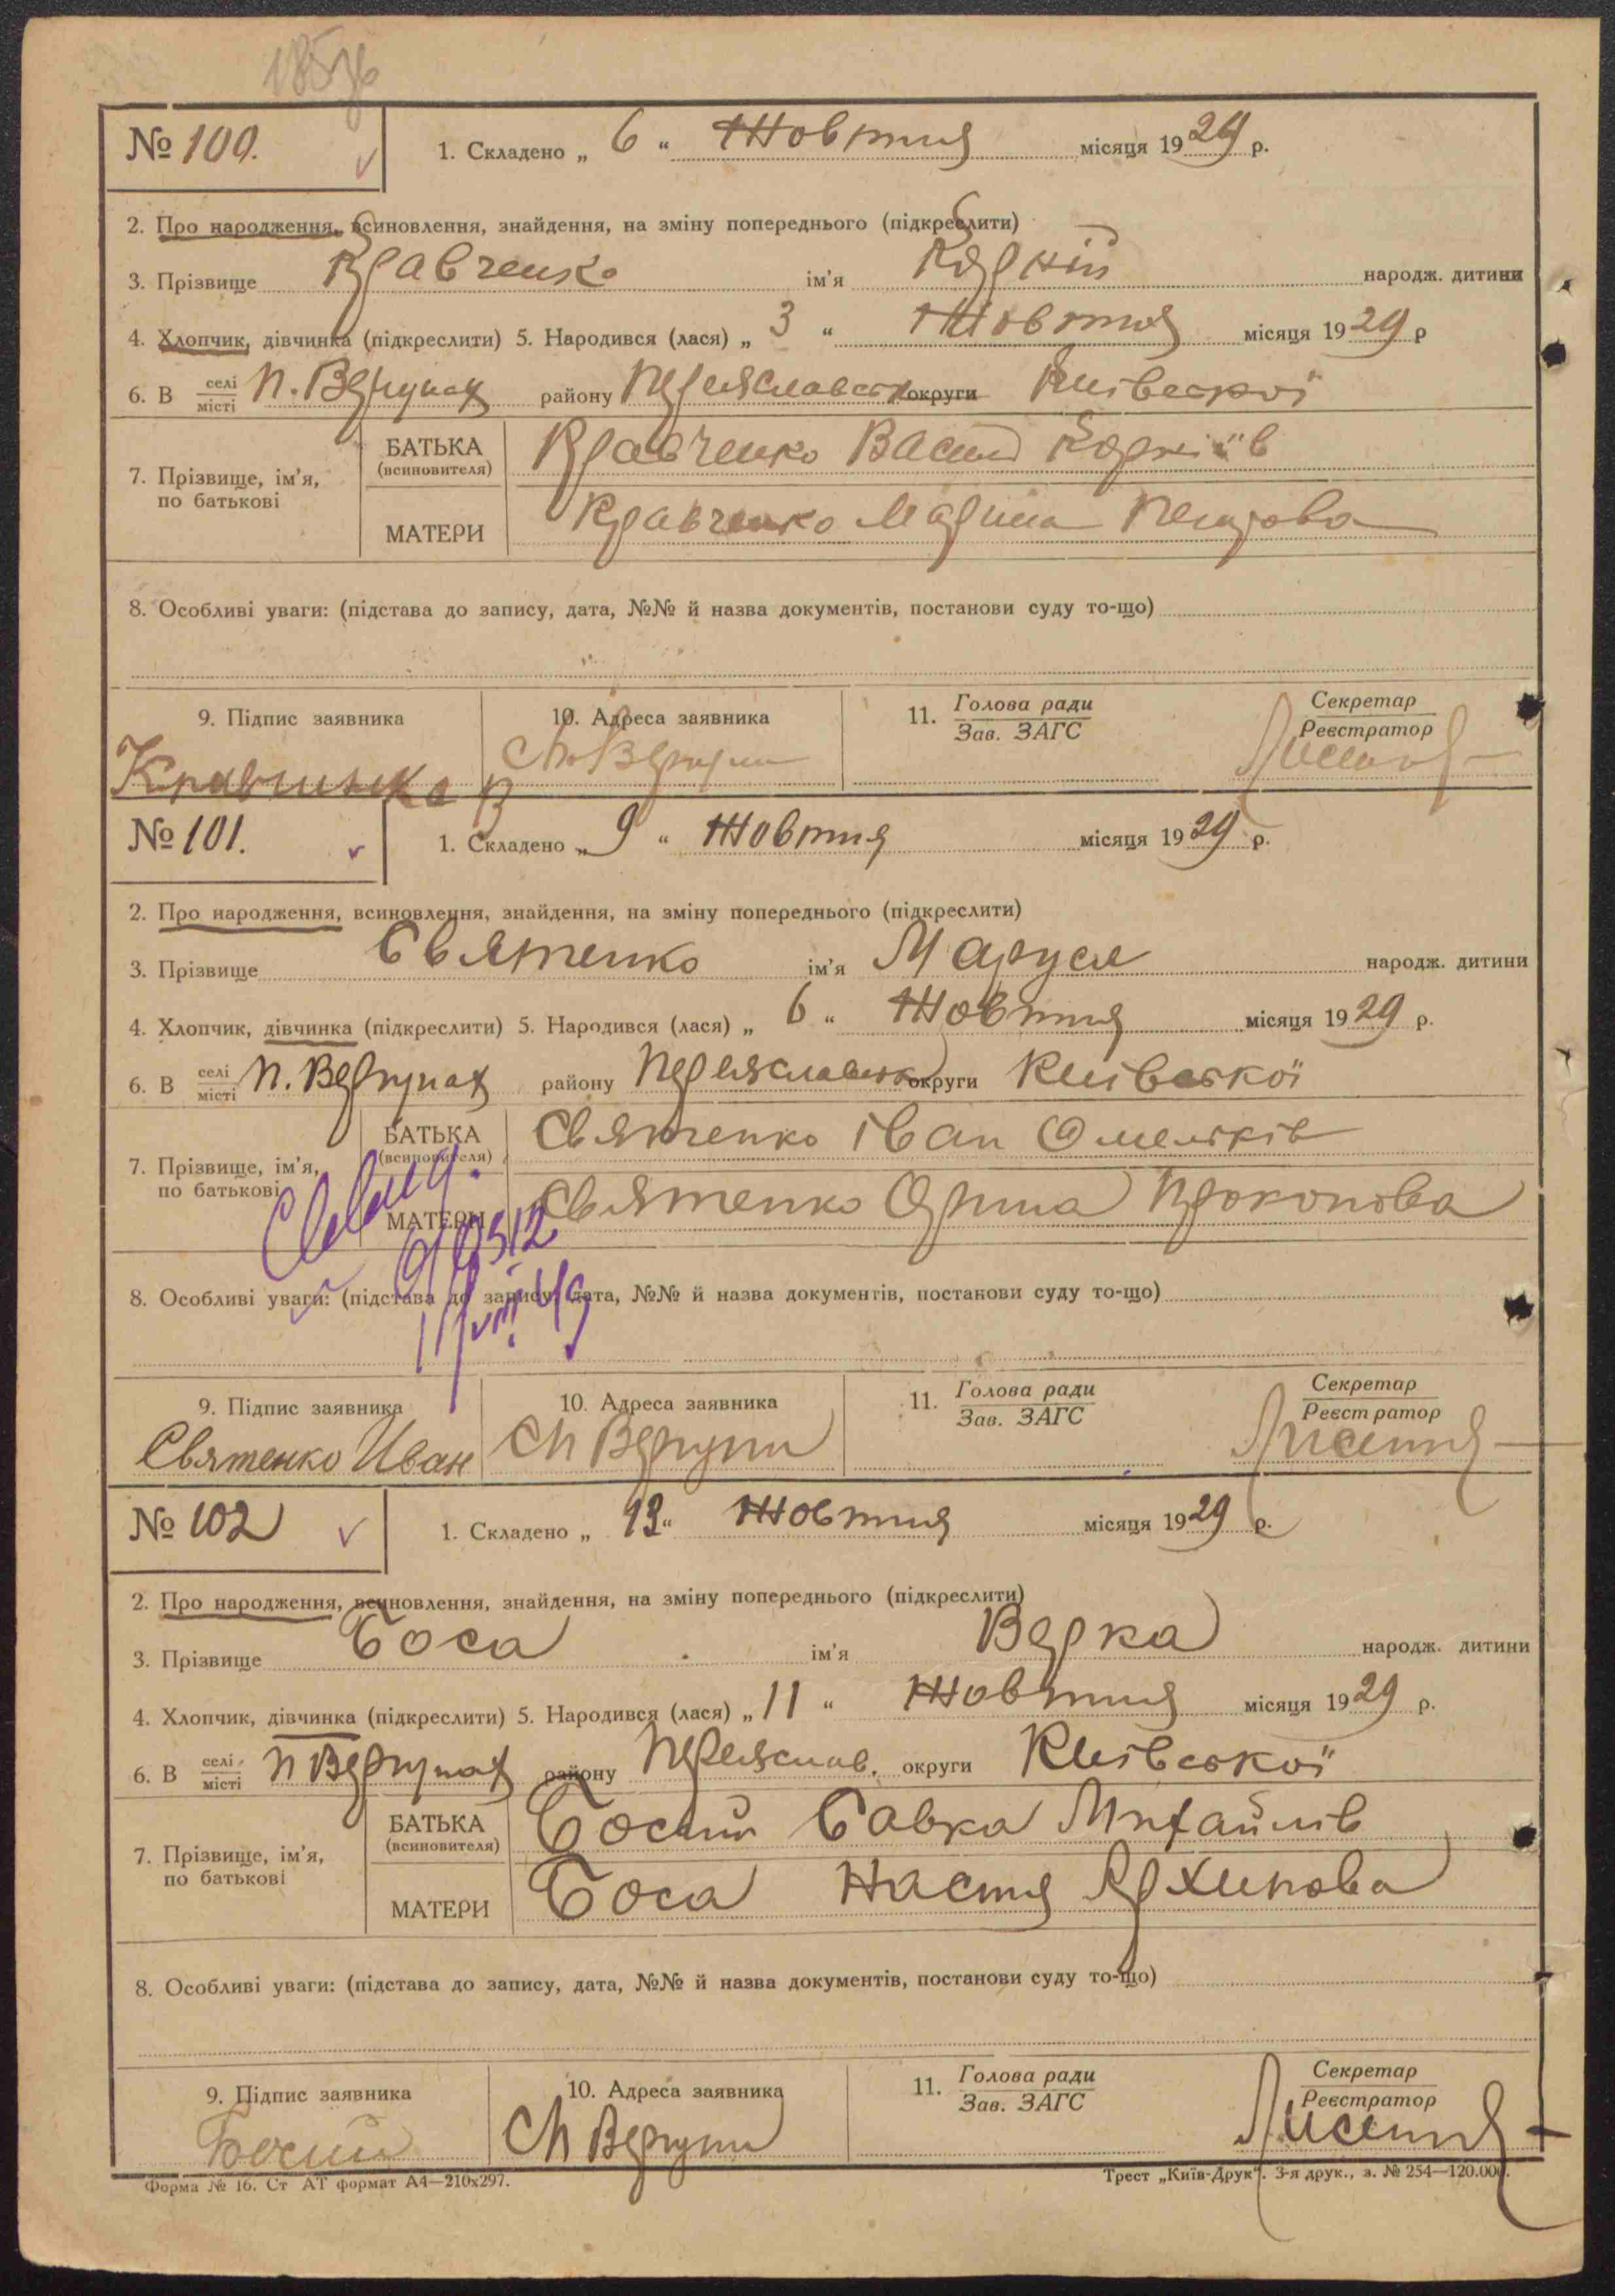 № 100.
1. Складено „ 6 “ Жовтня місяця 1929 р.
2. Про народження, всиновлення, знайдення, на зміну попереднього (підкреслити)
3. Прізвище Кравченко ім'я Корній народж. дитини
4. Хлопчик, дівчинка (підкреслити) 5. Народився (лася) „ 3 “ Жовтня місяця 1929 р
6. В селі місті П. Вергунах району Переяславськ округи Київської
7. Прізвище, ім'я, по батькові
БАТЬКА (всиновителя) Кравченко Василь Корніїв
МАТЕРИ Кравченко Марина
8. Особливі уваги: (підстава до запису, дата, №№ й назва документів, постанови суду то-що)
9. Підпис заявника
10. Адреса заявника
11. Голова ради Зав. ЗАГС
Секретар Реєстратор
Кравченко В
Ст Вергуни
№ 101.
1. Складено „ 9 “ Жовтня місяця 1929 р.
2. Про народження, всиновлення, знайдення, на зміну попереднього (підкреслити)
3. Прізвище Святенко ім'я Маруся народж. дитини
4. Хлопчик, дівчинка (підкреслити) 5. Народився (лася) „ 6 “ Жовтня місяця 1929 р.
6. В селі місті П. Вергунах району Переяславськ округи Київської
7. Прізвище, ім'я, по батькові
БАТЬКА (всиновителя) Святенко Іван Омельків
МАТЕРИ Святенко Орина Прокопова
8. Особливі уваги: (підстава до запису, дата, №№ й назва документів, постанови суду то-що)
9. Підпис заявника
10. Адреса заявника
11. Голова ради Зав. ЗАГС
Секретар Реєстратор
Святенко Иван
Ст Вергуни
№ 102
1. Складено „ 13 “ Жовтня місяця 1929 р.
2. Про народження, всиновлення, знайдення, на зміну попереднього (підкреслити)
3. Прізвище Боса ім'я Верка народж. дитини
4. Хлопчик, дівчинка (підкреслити) 5. Народився (лася) „ 11 “ Жовтня місяця 1929 р.
6. В селі місті П Вергунах району Переяслав. округи Київської
7. Прізвище, ім'я, по батькові
БАТЬКА (всиновителя) Босий Савка Михайлів
МАТЕРИ Боса Настя Архипова
8. Особливі уваги: (підстава до запису, дата, №№ й назва документів, постанови суду то-що)
9. Підпис заявника
10. Адреса заявника
11. Голова ради Зав. ЗАГС
Секретар Реєстратор
Босий
Ст Вергуни
Форма № 16. Ст АТ формат А4—210х297.
Трест „Київ-Друк“. 3-я друк., з. № 254—120.000.